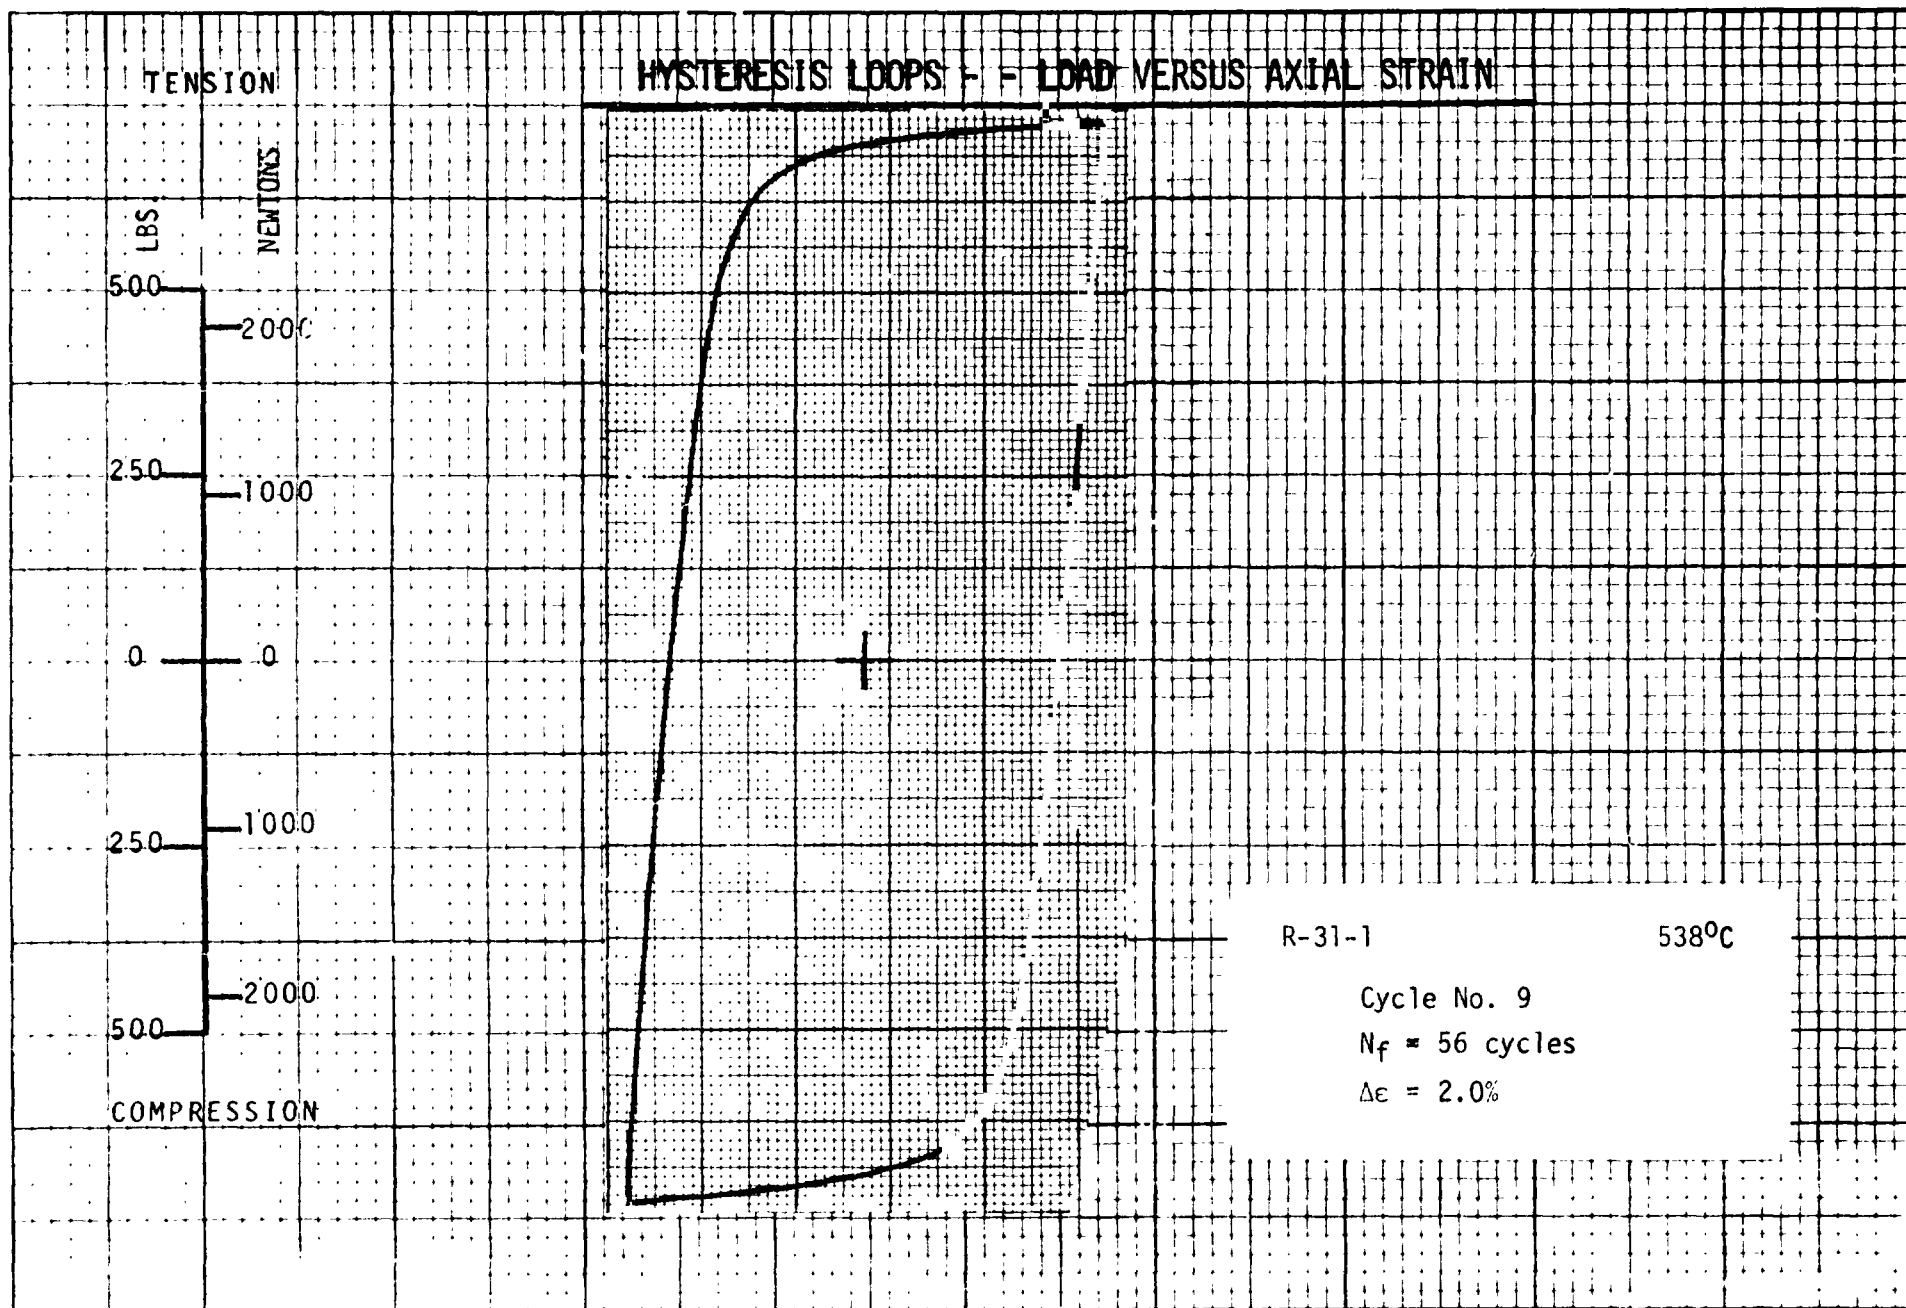 HYSTERESIS LOOPS - - LOAD VERSUS AXIAL STRAIN
TENSION
LBS.
NEWTONS
500
2000
250
1000
0
0
1000
250
2000
500
COMPRESSION
R-31-1 538°C
Cycle No. 9
Nf = 56 cycles
Δε = 2.0%